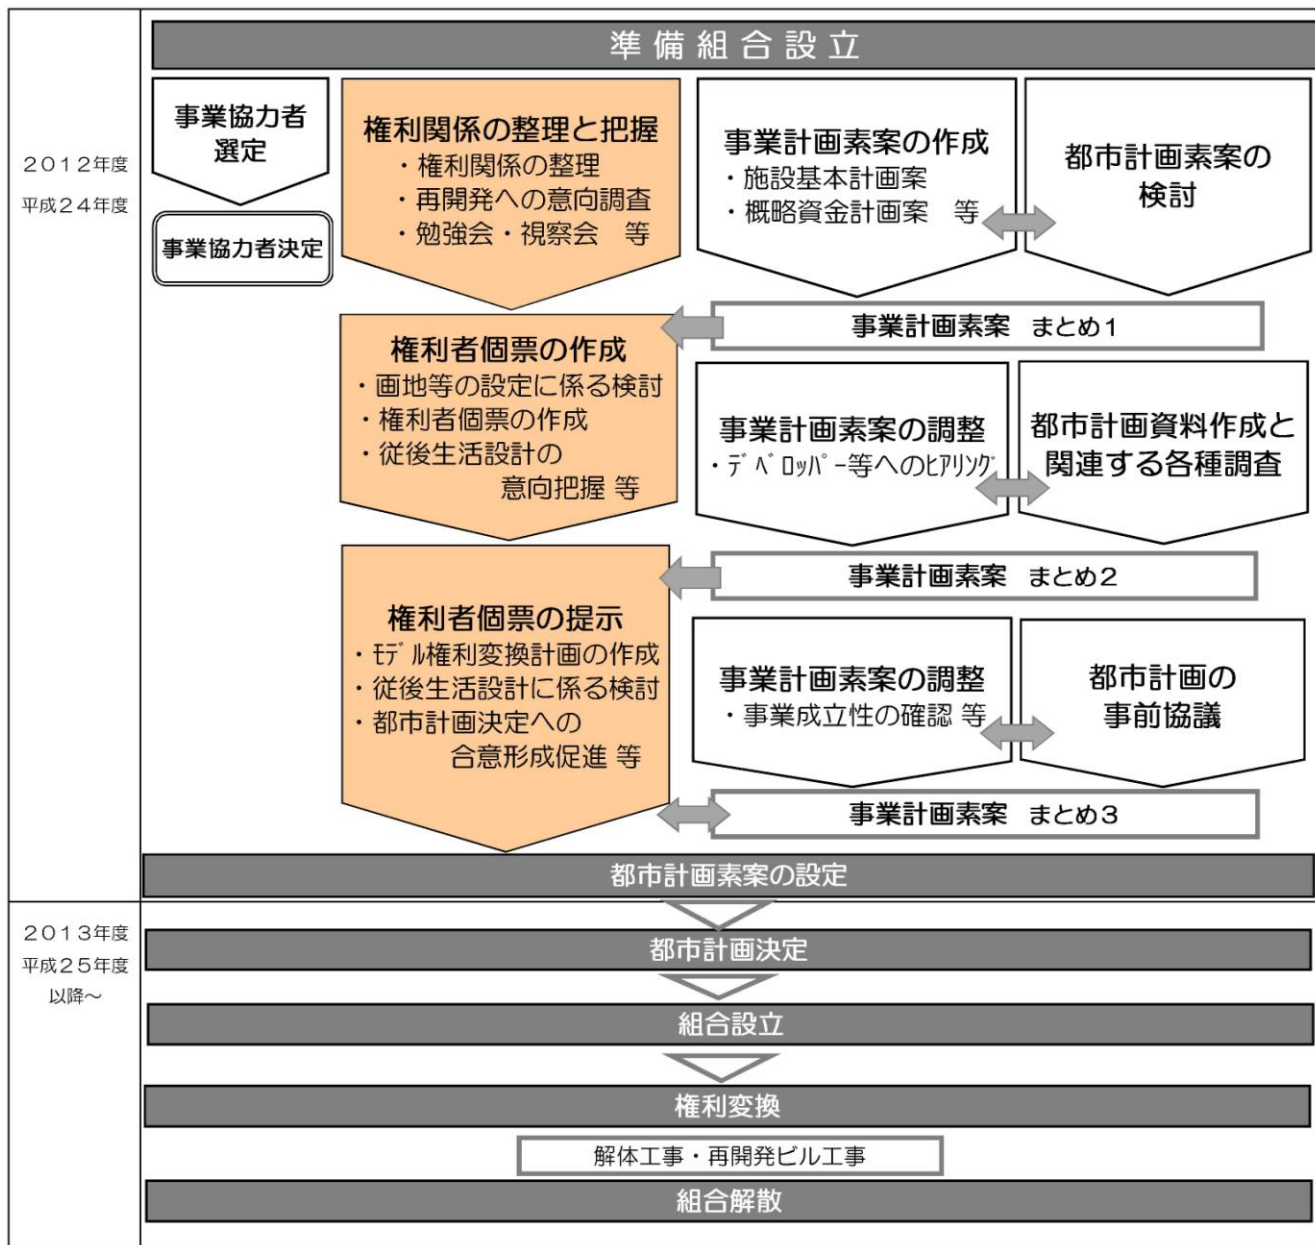 準備組合設立
2012年度
平成24年度
事業協力者
選定
事業協力者決定
権利関係の整理と把握
・権利関係の整理
・再開発への意向調査
・勉強会・視察会　等
事業計画素案の作成
・施設基本計画案
・概略資金計画案　等
都市計画素案の
検討
事業計画素案　まとめ1
権利者個票の作成
・画地等の設定に係る検討
・権利者個票の作成
・従後生活設計の
意向把握 等
事業計画素案の調整
・ﾃﾞﾍﾞﾛｯﾊﾟｰ等へのﾋｱﾘﾝｸﾞ
都市計画資料作成と
関連する各種調査
事業計画素案　まとめ2
権利者個票の提示
・ﾓﾃﾞﾙ権利変換計画の作成
・従後生活設計に係る検討
・都市計画決定への
合意形成促進 等
事業計画素案の調整
・事業成立性の確認 等
都市計画の
事前協議
事業計画素案　まとめ3
都市計画素案の設定
2013年度
平成25年度
以降～
都市計画決定
組合設立
権利変換
解体工事・再開発ビル工事
組合解散